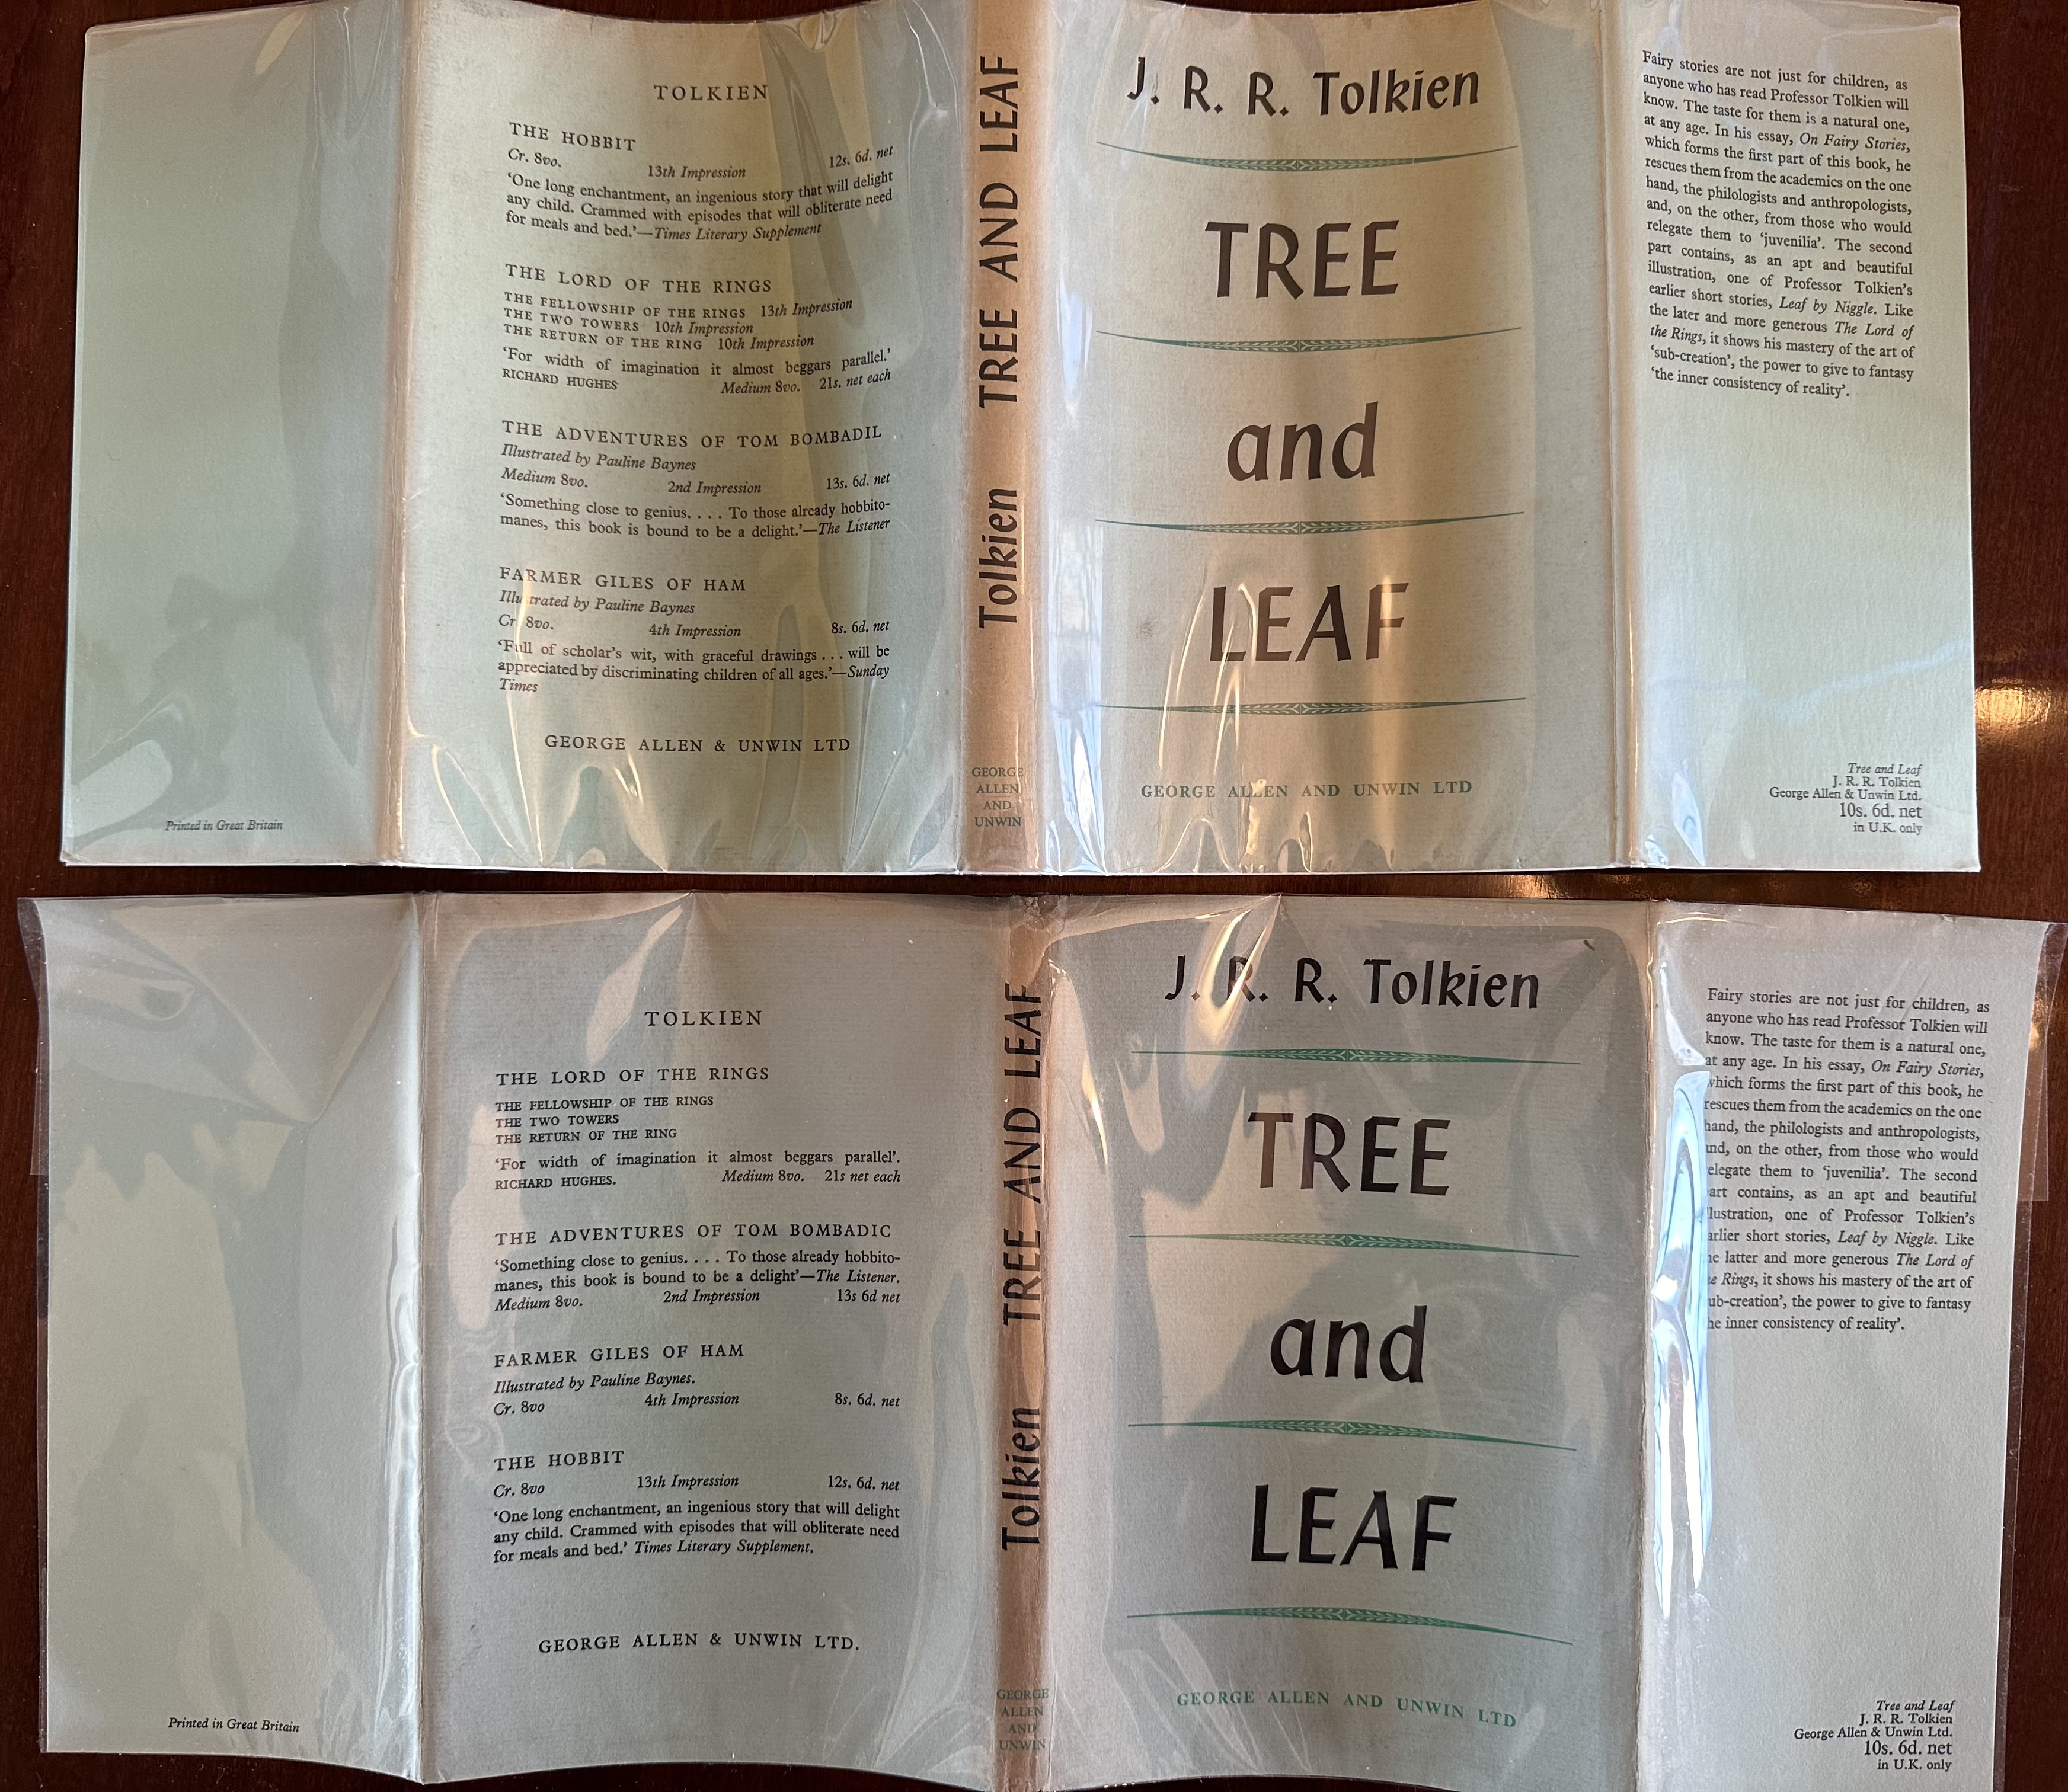 TOLKIEN
THE HOBBIT
Cr. 8vo. 13th Impression 12s. 6d. net
‘One long enchantment, an ingenious story that will delight
any child. Crammed with episodes that will obliterate need
for meals and bed.’—Times Literary Supplement
THE LORD OF THE RINGS
THE FELLOWSHIP OF THE RINGS 13th Impression
THE TWO TOWERS 10th Impression
THE RETURN OF THE RING 10th Impression
‘For width of imagination it almost beggars parallel.’
RICHARD HUGHES Medium 8vo. 21s. net each
THE ADVENTURES OF TOM BOMBADIL
Illustrated by Pauline Baynes
Medium 8vo. 2nd Impression 13s. 6d. net
‘Something close to genius. . . . To those already hobbito-
manes, this book is bound to be a delight.’—The Listener
FARMER GILES OF HAM
Illustrated by Pauline Baynes
Cr 8vo. 4th Impression 8s. 6d. net
‘Full of scholar’s wit, with graceful drawings . . . will be
appreciated by discriminating children of all ages.’—Sunday
Times
GEORGE ALLEN & UNWIN LTD
Printed in Great Britain
Tolkien TREE AND LEAF
GEORGE
ALLEN
AND
UNWIN
J. R. R. Tolkien
TREE
and
LEAF
GEORGE ALLEN AND UNWIN LTD
Fairy stories are not just for children, as
anyone who has read Professor Tolkien will
know. The taste for them is a natural one,
at any age. In his essay, On Fairy Stories,
which forms the first part of this book, he
rescues them from the academics on the one
hand, the philologists and anthropologists,
and, on the other, from those who would
relegate them to ‘juvenilia’. The second
part contains, as an apt and beautiful
illustration, one of Professor Tolkien’s
earlier short stories, Leaf by Niggle. Like
the later and more generous The Lord of
the Rings, it shows his mastery of the art of
‘sub-creation’, the power to give to fantasy
‘the inner consistency of reality’.
Tree and Leaf
J. R. R. Tolkien
George Allen & Unwin Ltd.
10s. 6d. net
in U.K. only
TOLKIEN
THE LORD OF THE RINGS
THE FELLOWSHIP OF THE RINGS
THE TWO TOWERS
THE RETURN OF THE RING
‘For width of imagination it almost beggars parallel’.
RICHARD HUGHES. Medium 8vo. 21s net each
THE ADVENTURES OF TOM BOMBADIC
‘Something close to genius. . . . To those already hobbito-
manes, this book is bound to be a delight’—The Listener.
Medium 8vo. 2nd Impression 13s 6d net
FARMER GILES OF HAM
Illustrated by Pauline Baynes.
Cr. 8vo 4th Impression 8s. 6d. net
THE HOBBIT
Cr. 8vo 13th Impression 12s. 6d. net
‘One long enchantment, an ingenious story that will delight
any child. Crammed with episodes that will obliterate need
for meals and bed.’ Times Literary Supplement.
GEORGE ALLEN & UNWIN LTD.
Printed in Great Britain
Tolkien TREE AND LEAF
GEORGE
ALLEN
AND
UNWIN
J. R. R. Tolkien
TREE
and
LEAF
GEORGE ALLEN AND UNWIN LTD
Fairy stories are not just for children, as
anyone who has read Professor Tolkien will
know. The taste for them is a natural one,
at any age. In his essay, On Fairy Stories,
which forms the first part of this book, he
rescues them from the academics on the one
hand, the philologists and anthropologists,
and, on the other, from those who would
relegate them to ‘juvenilia’. The second
part contains, as an apt and beautiful
illustration, one of Professor Tolkien’s
earlier short stories, Leaf by Niggle. Like
the latter and more generous The Lord of
the Rings, it shows his mastery of the art of
‘sub-creation’, the power to give to fantasy
‘the inner consistency of reality’.
Tree and Leaf
J. R. R. Tolkien
George Allen & Unwin Ltd.
10s. 6d. net
in U.K. only